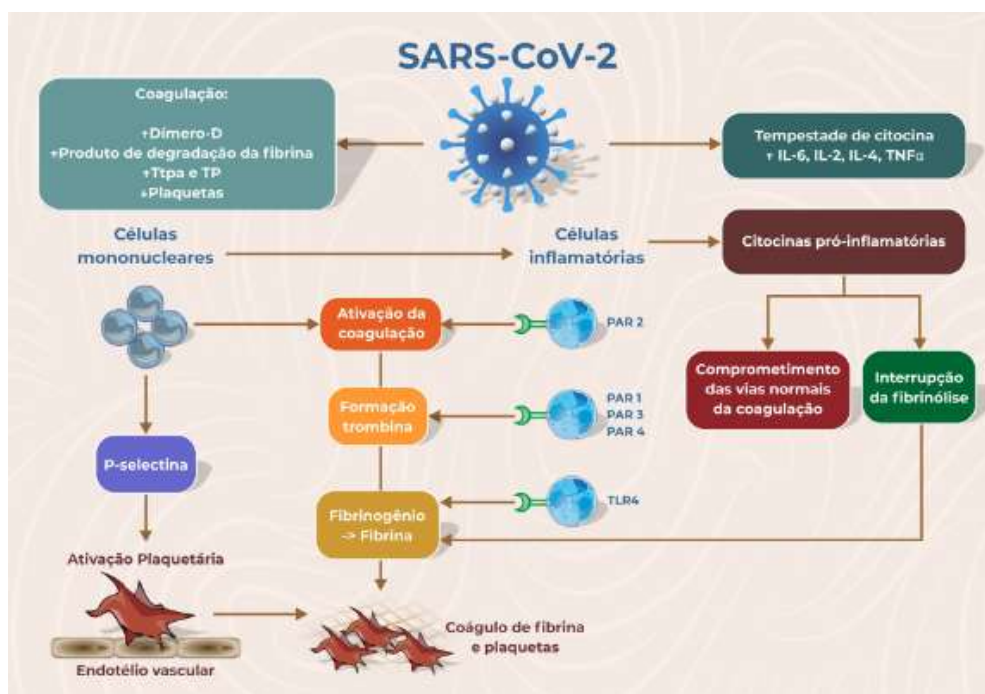 SARS-CoV-2
Coagulação:
↑Dímero-D
↑Produto de degradação da fibrina
↑Ttpa e TP
↓Plaquetas
Tempestade de citocina
↑ IL-6, IL-2, IL-4, TNFα
Células
mononucleares
Células
inflamatórias
Citocinas pró-inflamatórias
Ativação da
coagulação
PAR 2
Comprometimento
das vias normais
da coagulação
Interrupção
da fibrinólise
Formação
trombina
PAR 1
PAR 3
PAR 4
P-selectina
Fibrinogênio
-> Fibrina
TLR4
Ativação Plaquetária
Coágulo de fibrina
e plaquetas
Endotélio vascular